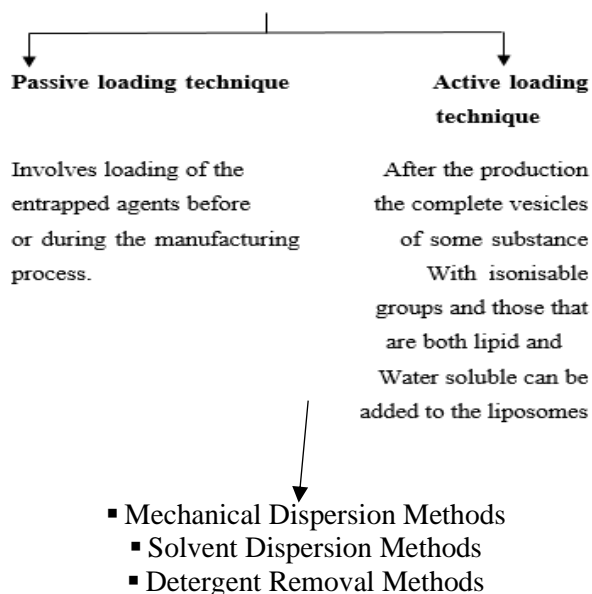 Passive loading technique
Active loading
technique
Involves loading of the
entrapped agents before
or during the manufacturing
process.
After the production
the complete vesicles
of some substance
With isonisable
groups and those that
are both lipid and
Water soluble can be
added to the liposomes
▪ Mechanical Dispersion Methods
▪ Solvent Dispersion Methods
▪ Detergent Removal Methods